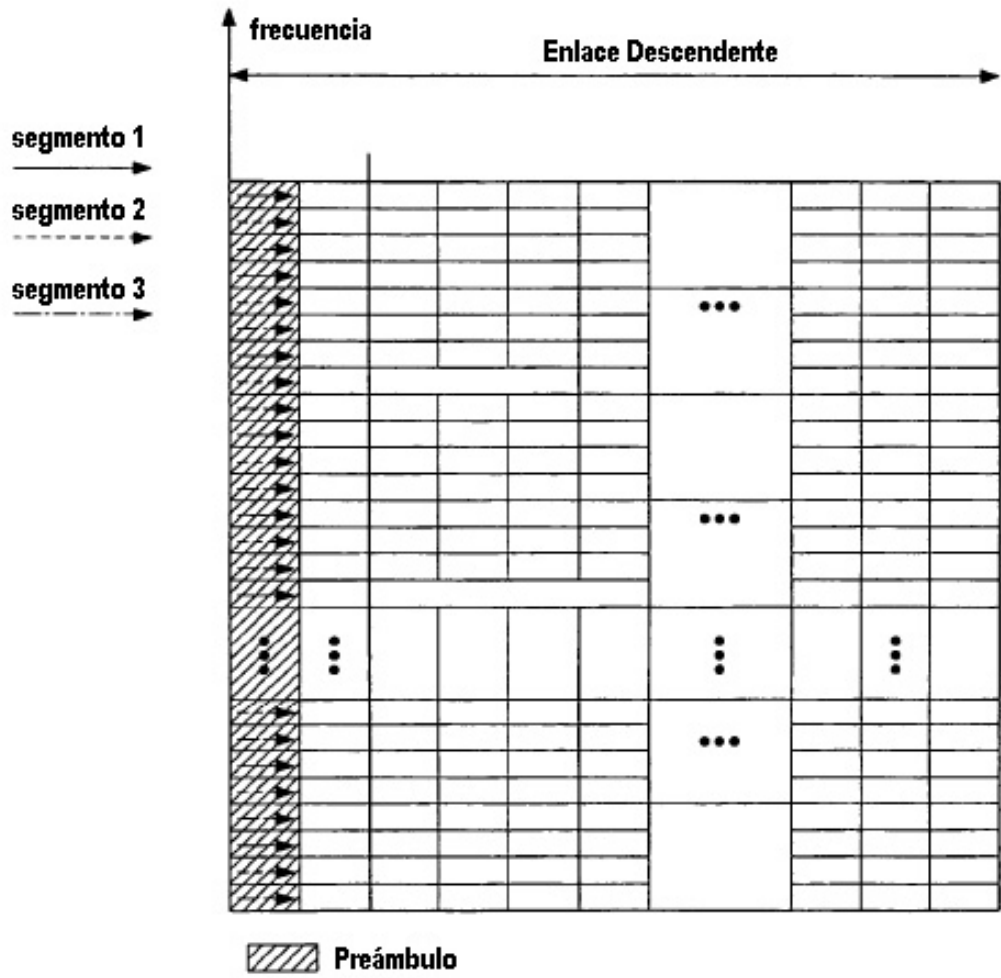 frecuencia
Enlace Descendente
segmento 1
segmento 2
segmento 3
Preámbulo